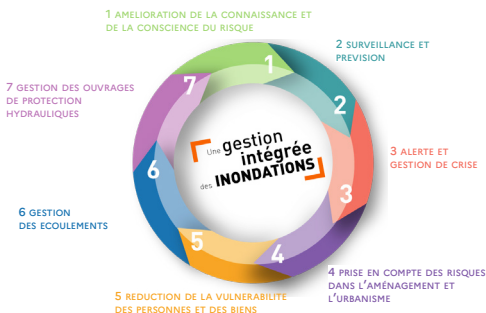 1 AMELIORATION DE LA CONNAISSANCE ET
DE LA CONSCIENCE DU RISQUE
2 SURVEILLANCE ET
PREVISION
3 ALERTE ET
GESTION DE CRISE
4 PRISE EN COMPTE DES RISQUES
DANS L'AMÉNAGEMENT ET
L'URBANISME
5 REDUCTION DE LA VULNERABILITE
DES PERSONNES ET DES BIENS
6 GESTION
DES ECOULEMENTS
7 GESTION DES OUVRAGES
DE PROTECTION
HYDRAULIQUES
1
2
3
4
5
6
7
Une gestion
intégrée
des INONDATIONS